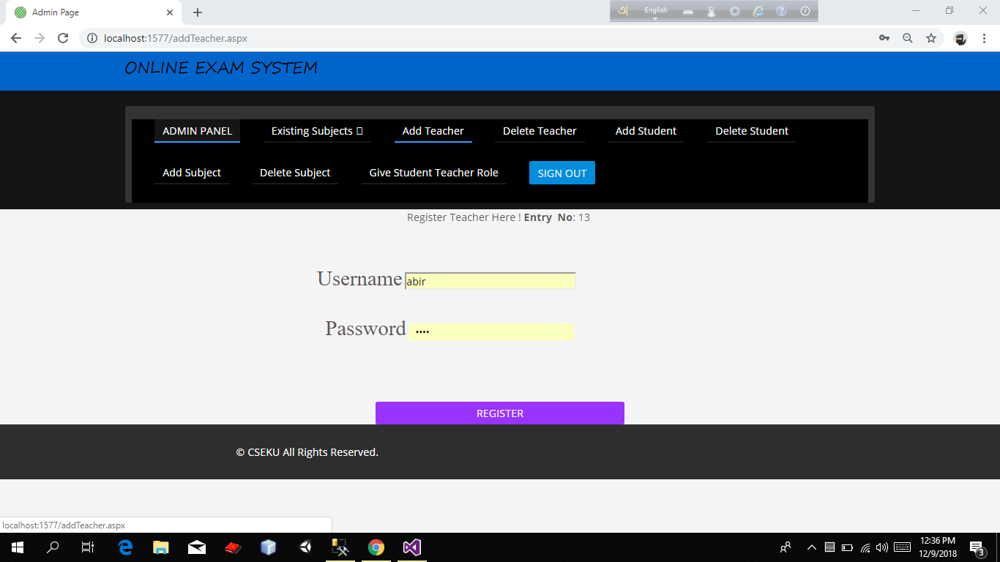 Admin Page
English
localhost:1577/addTeacher.aspx
ONLINE EXAM SYSTEM
ADMIN PANEL Existing Subjects Add Teacher Delete Teacher Add Student Delete Student
Add Subject Delete Subject Give Student Teacher Role SIGN OUT
Register Teacher Here ! Entry No: 13
Username abir
Password ••••
REGISTER
© CSEKU All Rights Reserved.
localhost:1577/addTeacher.aspx
12:36 PM
12/9/2018
3